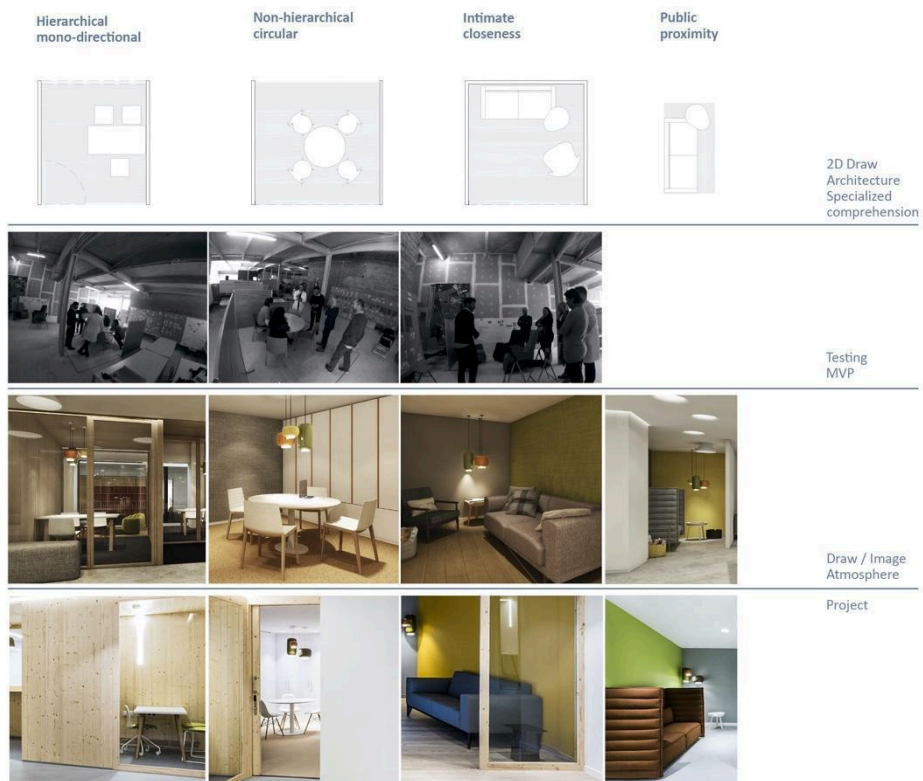 Hierarchical
mono-directional
Non-hierarchical
circular
Intimate
closeness
Public
proximity
2D Draw
Architecture
Specialized
comprehension
Testing
MVP
Draw / Image
Atmosphere
Project